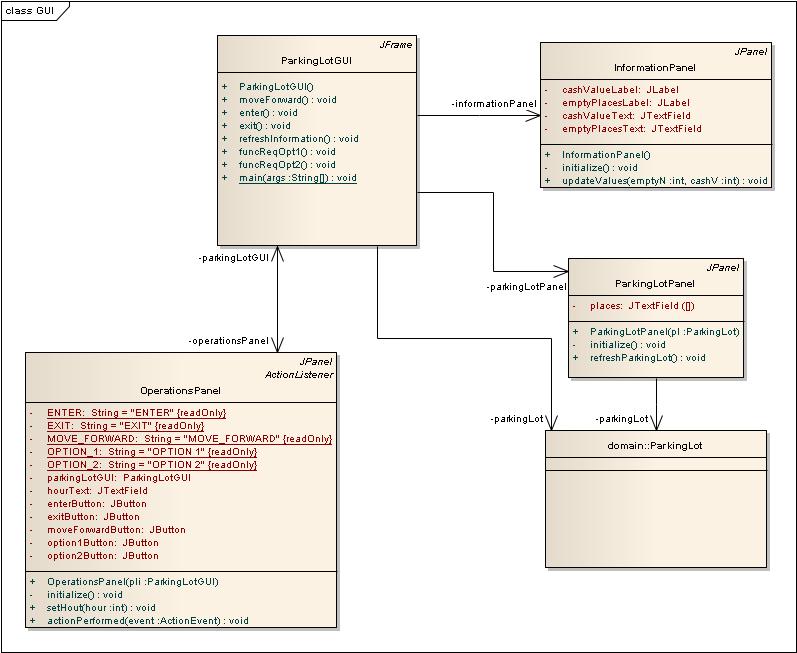 class GUI
JFrame
ParkingLotGUI
+ ParkingLotGUI()
+ moveForward() : void
+ enter() : void
+ exit() : void
+ refreshInformation() : void
+ funcReqOpt1() : void
+ funcReqOpt2() : void
+ main(args :String[]) : void
-informationPanel
JPanel
InformationPanel
- cashValueLabel: JLabel
- emptyPlacesLabel: JLabel
- cashValueText: JTextField
- emptyPlacesText: JTextField
+ InformationPanel()
- initialize() : void
+ updateValues(emptyN :int, cashV :int) : void
-parkingLotGUI
-operationsPanel
-parkingLotPanel
JPanel
ParkingLotPanel
- places: JTextField ([])
+ ParkingLotPanel(pl :ParkingLot)
- initialize() : void
+ refreshParkingLot() : void
JPanel
ActionListener
OperationsPanel
- ENTER: String = "ENTER" {readOnly}
- EXIT: String = "EXIT" {readOnly}
- MOVE_FORWARD: String = "MOVE_FORWARD" {readOnly}
- OPTION_1: String = "OPTION 1" {readOnly}
- OPTION_2: String = "OPTION 2" {readOnly}
- parkingLotGUI: ParkingLotGUI
- hourText: JTextField
- enterButton: JButton
- exitButton: JButton
- moveForwardButton: JButton
- option1Button: JButton
- option2Button: JButton
+ OperationsPanel(pli :ParkingLotGUI)
- initialize() : void
+ setHout(hour :int) : void
+ actionPerformed(event :ActionEvent) : void
-parkingLot
-parkingLot
domain::ParkingLot